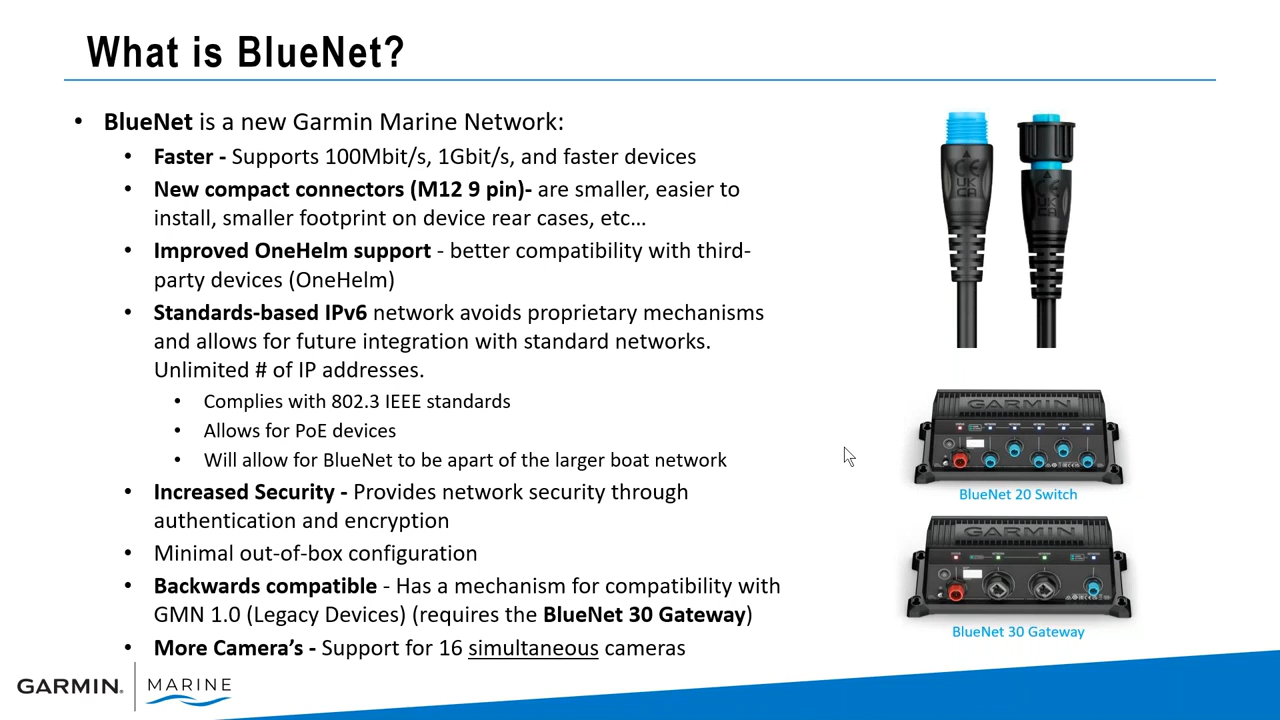 What is BlueNet?
• BlueNet is a new Garmin Marine Network:
• Faster - Supports 100Mbit/s, 1Gbit/s, and faster devices
• New compact connectors (M12 9 pin)- are smaller, easier to
install, smaller footprint on device rear cases, etc…
• Improved OneHelm support - better compatibility with third-
party devices (OneHelm)
• Standards-based IPv6 network avoids proprietary mechanisms
and allows for future integration with standard networks.
Unlimited # of IP addresses.
• Complies with 802.3 IEEE standards
• Allows for PoE devices
• Will allow for BlueNet to be apart of the larger boat network
• Increased Security - Provides network security through
authentication and encryption
• Minimal out-of-box configuration
• Backwards compatible - Has a mechanism for compatibility with
GMN 1.0 (Legacy Devices) (requires the BlueNet 30 Gateway)
• More Camera's - Support for 16 simultaneous cameras
GARMIN
BlueNet 20 Switch
GARMIN
BlueNet 30 Gateway
GARMIN. MARINE